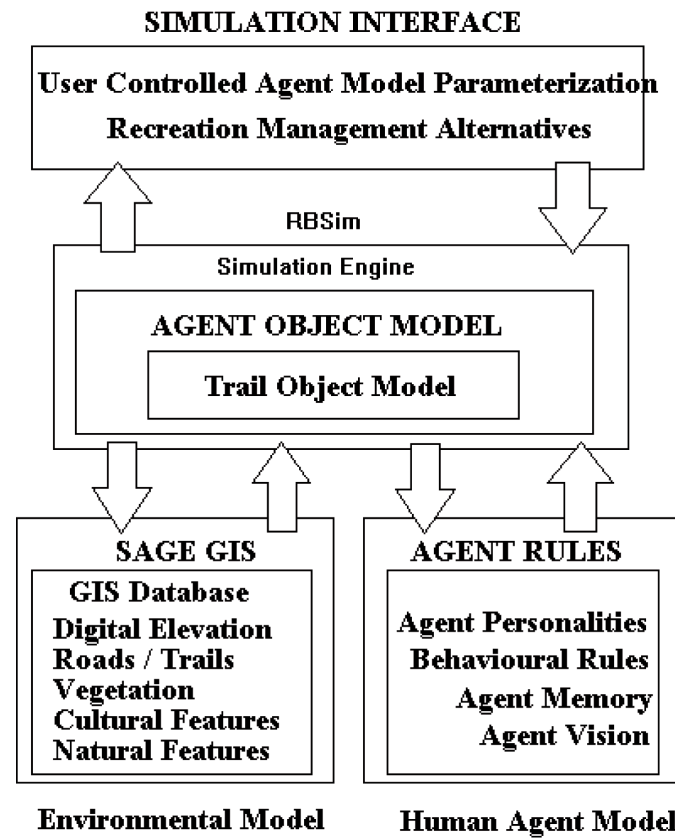 SIMULATION INTERFACE
User Controlled Agent Model Parameterization
Recreation Management Alternatives
RBSim
Simulation Engine
AGENT OBJECT MODEL
Trail Object Model
SAGE GIS
GIS Database
Digital Elevation
Roads / Trails
Vegetation
Cultural Features
Natural Features
Environmental Model
AGENT RULES
Agent Personalities
Behavioural Rules
Agent Memory
Agent Vision
Human Agent Model